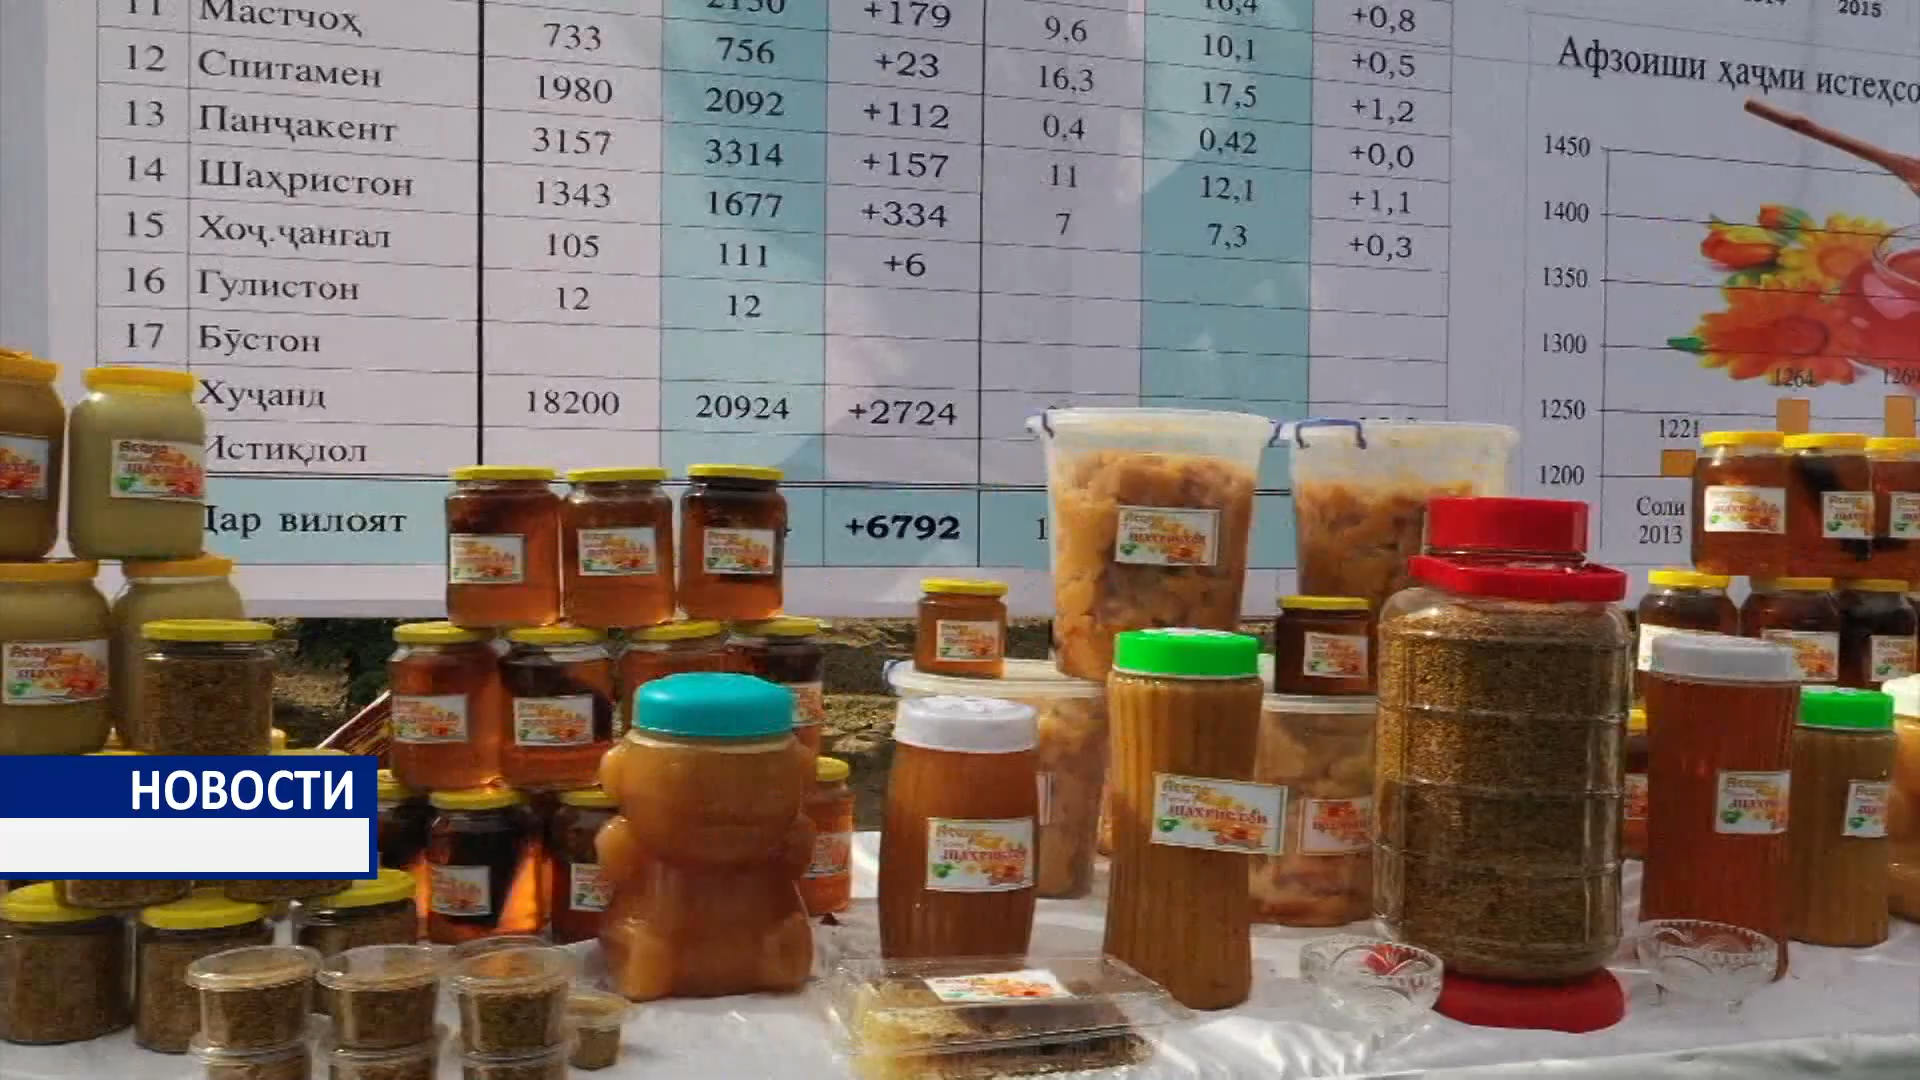 2150 +179 9,6 10,1 +0,5
11 Мастчоҳ 733 756 +23 16,3 17,5 +1,2
12 Спитамен 1980 2092 +112 0,4 0,42 +0,0
13 Панҷакент 3157 3314 +157 11 12,1 +1,1
14 Шаҳристон 1343 1677 +334 7 7,3 +0,3
15 Хоҷ.ҷангал 105 111 +6
16 Гулистон 12 12
17 Бӯстон
Хуҷанд 18200 20924 +2724
Истиқлол
Дар вилоят +6792
+0,8
2015
Афзоиши ҳаҷми истеҳсо
1450
1400
1350
1300
1250
1200
1221
1264
1269
Соли
2013
НОВОСТИ